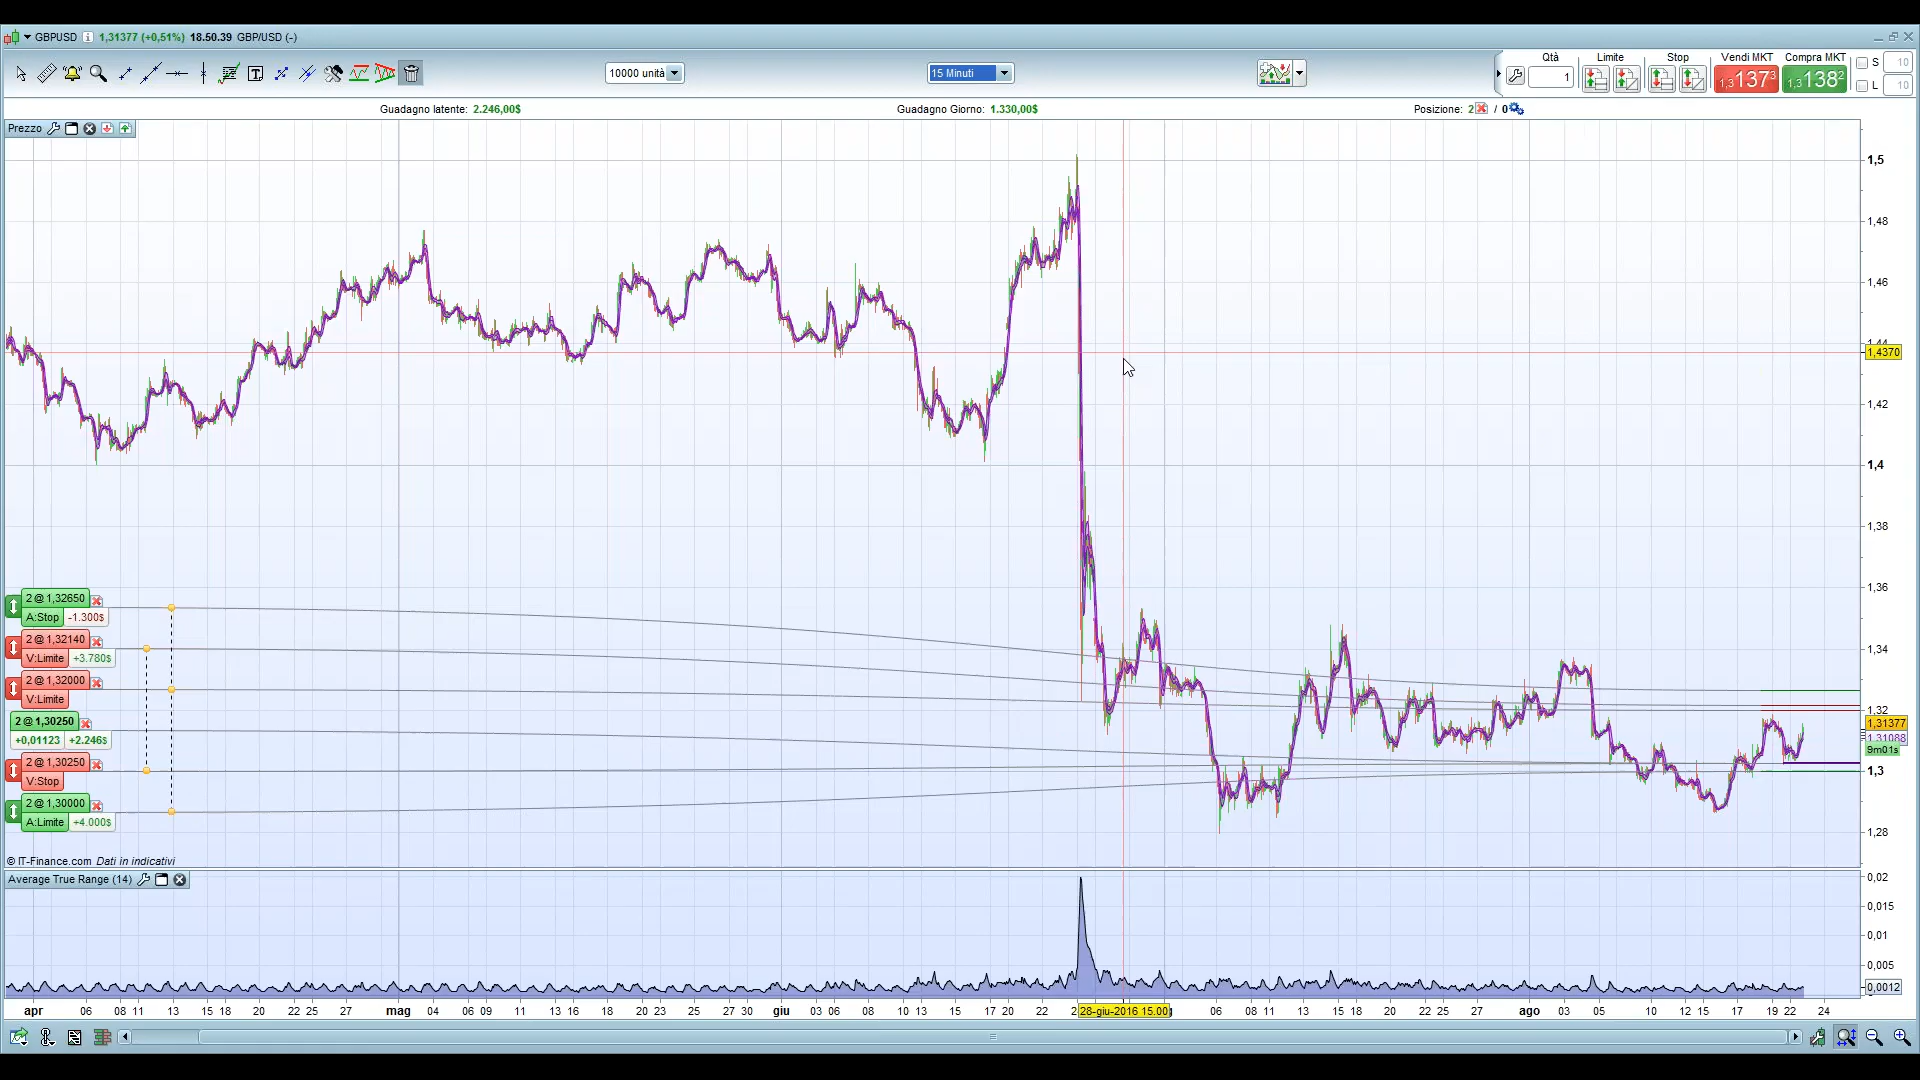 GBPUSD 1,31377 (+0,51%) 18.50.39 GBP/USD (-)
10000 unità
15 Minuti
Qtà Limite Stop Vendi MKT Compra MKT
1 1,3 137 3 1,3 138 2
S 10
L 10
Guadagno latente: 2.246,00$ Guadagno Giorno: 1.330,00$ Posizione: 2 / 0
Prezzo
1,5
1,48
1,46
1,44
1,4370
1,42
1,4
1,38
1,36
1,34
1,32
1,31377
1,31088
9m01s
1,3
1,28
2 @ 1,32650
A:Stop -1.300$
2 @ 1,32140
V:Limite +3.780$
2 @ 1,32000
V:Limite
2 @ 1,30250
+0,01123 +2.246$
2 @ 1,30250
V:Stop
2 @ 1,30000
A:Limite +4.000$
© IT-Finance.com Dati in indicativi
Average True Range (14)
0,02
0,015
0,01
0,005
0,0012
apr 06 08 11 13 15 18 20 22 25 27 mag 04 06 09 11 13 16 18 20 23 25 27 30 giu 03 06 08 10 13 15 17 20 22 28-giu-2016 15.00 06 08 11 13 15 18 20 22 25 27 ago 03 05 10 12 15 17 19 22 24